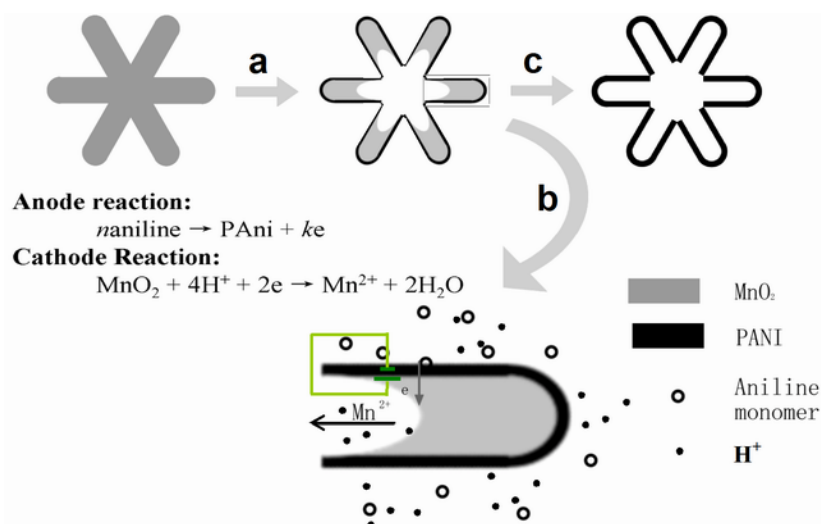 a
c
b
Anode reaction:
naniline → PAni + ke
Cathode Reaction:
MnO₂ + 4H⁺ + 2e → Mn²⁺ + 2H₂O
MnO₂
PANI
Aniline
monomer
H⁺
e
Mn²⁺